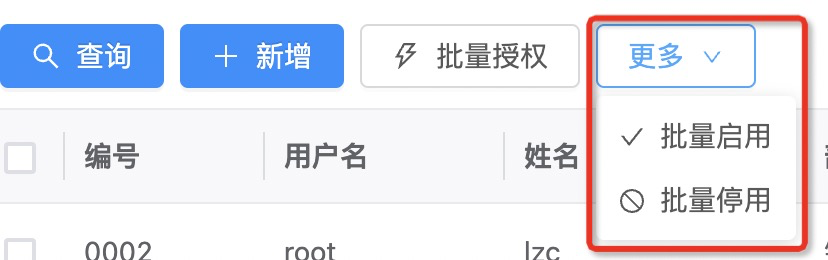 查询 新增 批量授权 更多
批量启用
编号 用户名 姓名
批量停用
0002 root lzc